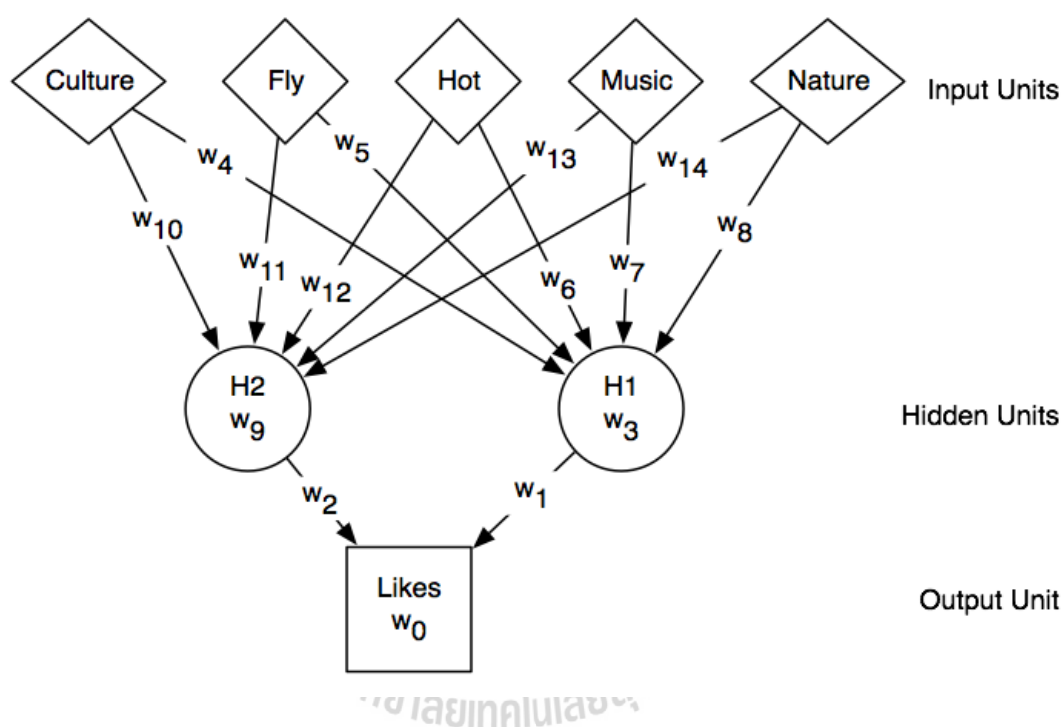 Culture Fly Hot Music Nature Input Units
w4 w5 w13 w14
w10 w11 w12 w6 w7 w8
H2 H1
w9 w3 Hidden Units
w2 w1
Likes
w0 Output Unit